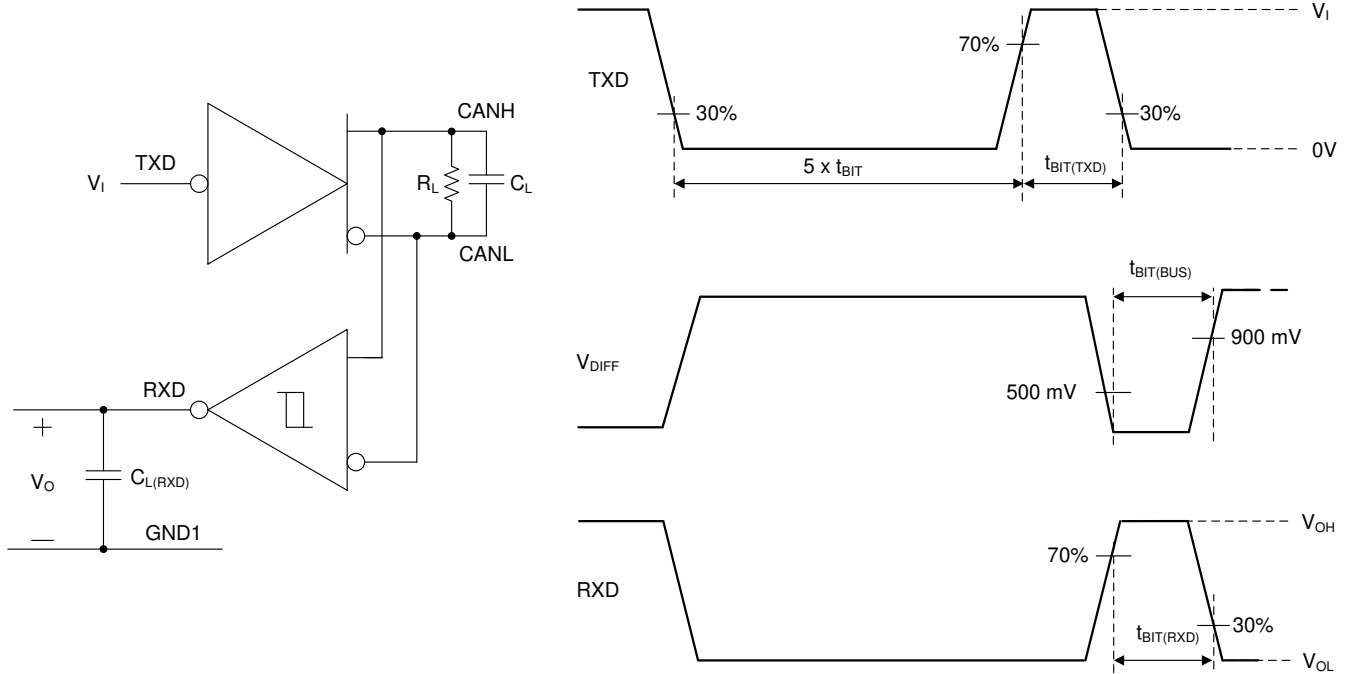 V_I
TXD
CANH
R_L
C_L
CANL
RXD
+
V_O
—
C_L(RXD)
GND1
TXD
30%
70%
30%
V_I
0V
5 x t_BIT
t_BIT(TXD)
V_DIFF
500 mV
t_BIT(BUS)
900 mV
RXD
70%
t_BIT(RXD)
30%
V_OH
V_OL